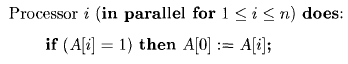 Processor i (in parallel for 1 ≤ i ≤ n) does:
if (A[i] = 1) then A[0] := A[i];